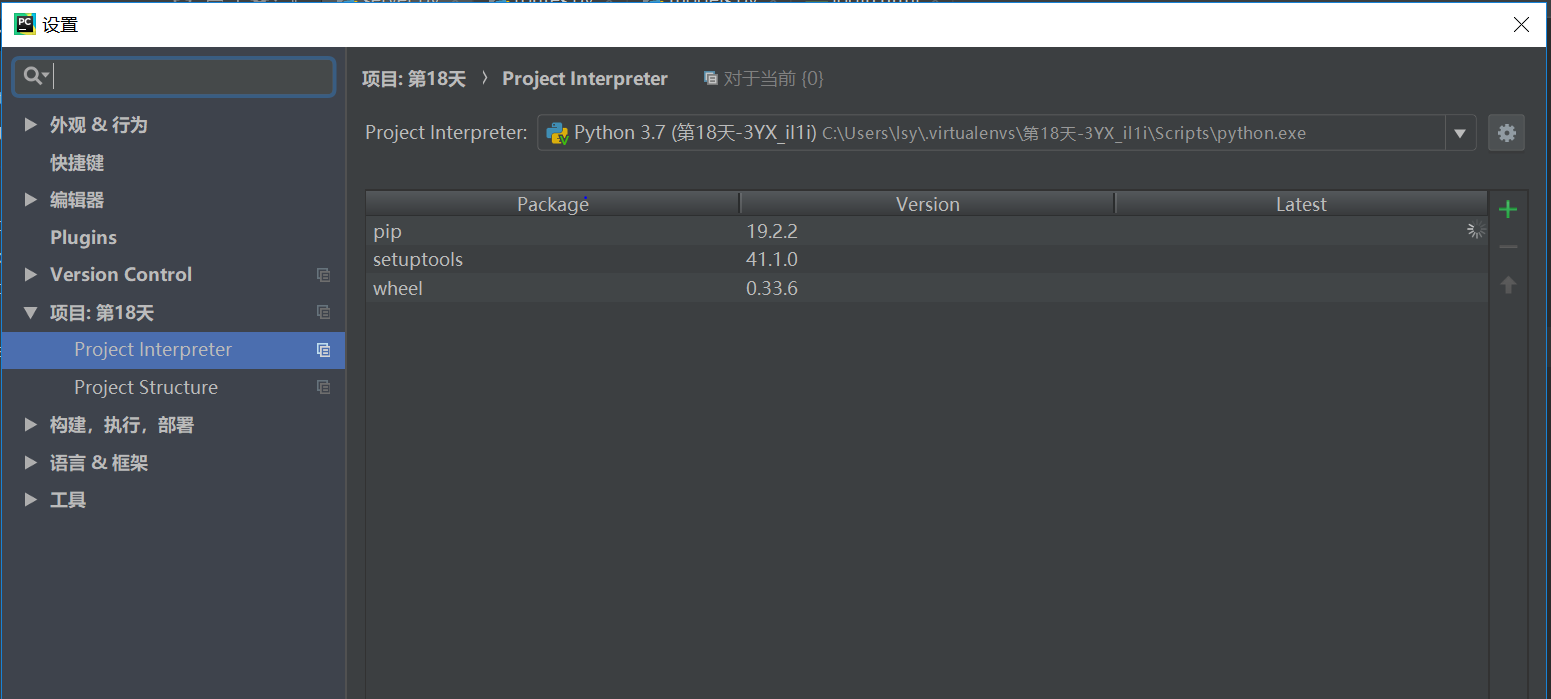 设置
项目: 第18天 〉 Project Interpreter 对于当前 {0}
Project Interpreter: Python 3.7 (第18天-3YX_il1i) C:\Users\lsy\.virtualenvs\第18天-3YX_il1i\Scripts\python.exe
外观 & 行为
快捷键
编辑器
Plugins
Version Control
项目: 第18天
Project Interpreter
Project Structure
构建，执行，部署
语言 & 框架
工具
Package Version Latest
pip 19.2.2
setuptools 41.1.0
wheel 0.33.6